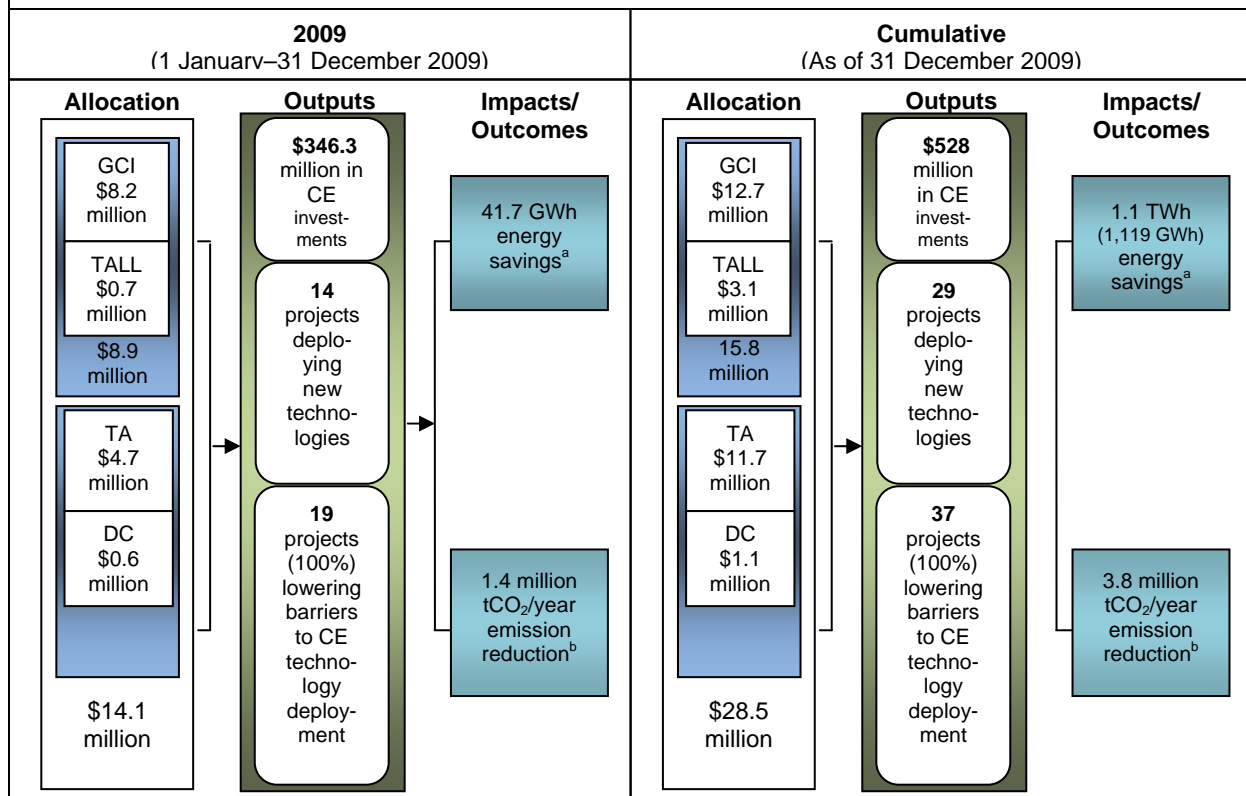 2009
(1 January–31 December 2009)
Allocation
Outputs
Impacts/
Outcomes
GCI
$8.2
million
TALL
$0.7
million
$8.9
million
TA
$4.7
million
DC
$0.6
million
$14.1
million
$346.3
million in
CE
invest-
ments
14
projects
deplo-
ying
new
techno-
logies
19
projects
(100%)
lowering
barriers
to CE
techno-
logy
deploy-
ment
41.7 GWh
energy
savingsᵃ
1.4 million
tCO₂/year
emission
reductionᵇ
Cumulative
(As of 31 December 2009)
Allocation
Outputs
Impacts/
Outcomes
GCI
$12.7
million
TALL
$3.1
million
15.8
million
TA
$11.7
million
DC
$1.1
million
$28.5
million
$528
million
in CE
invest-
ments
29
projects
deplo-
ying
new
techno-
logies
37
projects
(100%)
lowering
barriers
to CE
techno-
logy
deploy-
ment
1.1 TWh
(1,119 GWh)
energy
savingsᵃ
3.8 million
tCO₂/year
emission
reductionᵇ